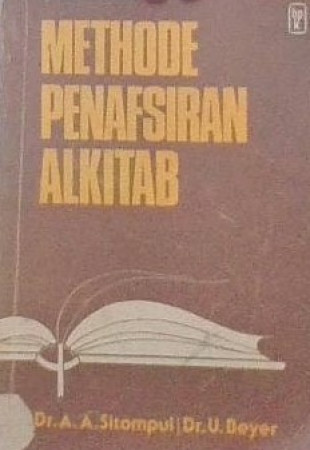 METHODE
PENAFSIRAN
ALKITAB
Dr. A. A. Sitompul | Dr. U. Beyer